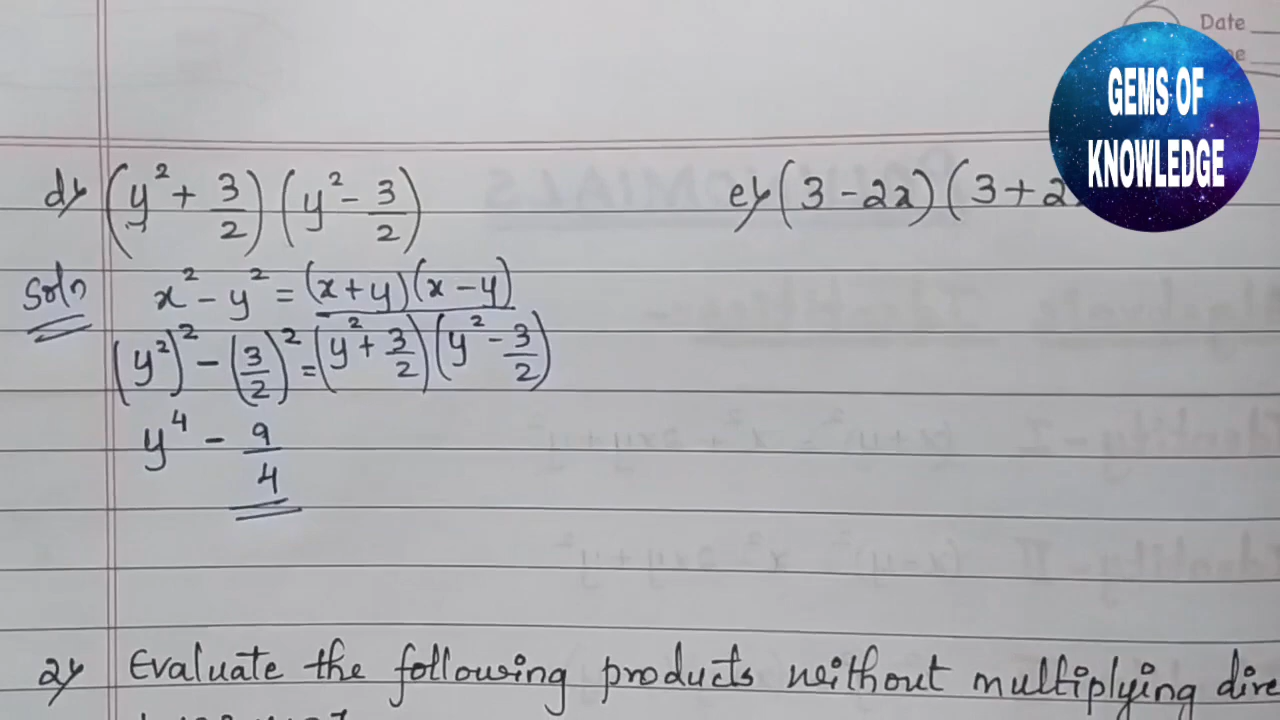 Date
GEMS OF
KNOWLEDGE
d) (y² + 3/2) (y² - 3/2)
e) (3 - 2x) (3 + 2
Soln x² - y² = (x + y)(x - y)
(y²)² - (3/2)² = (y² + 3/2)(y² - 3/2)
y⁴ - 9/4
2) Evaluate the following products without multiplying dire